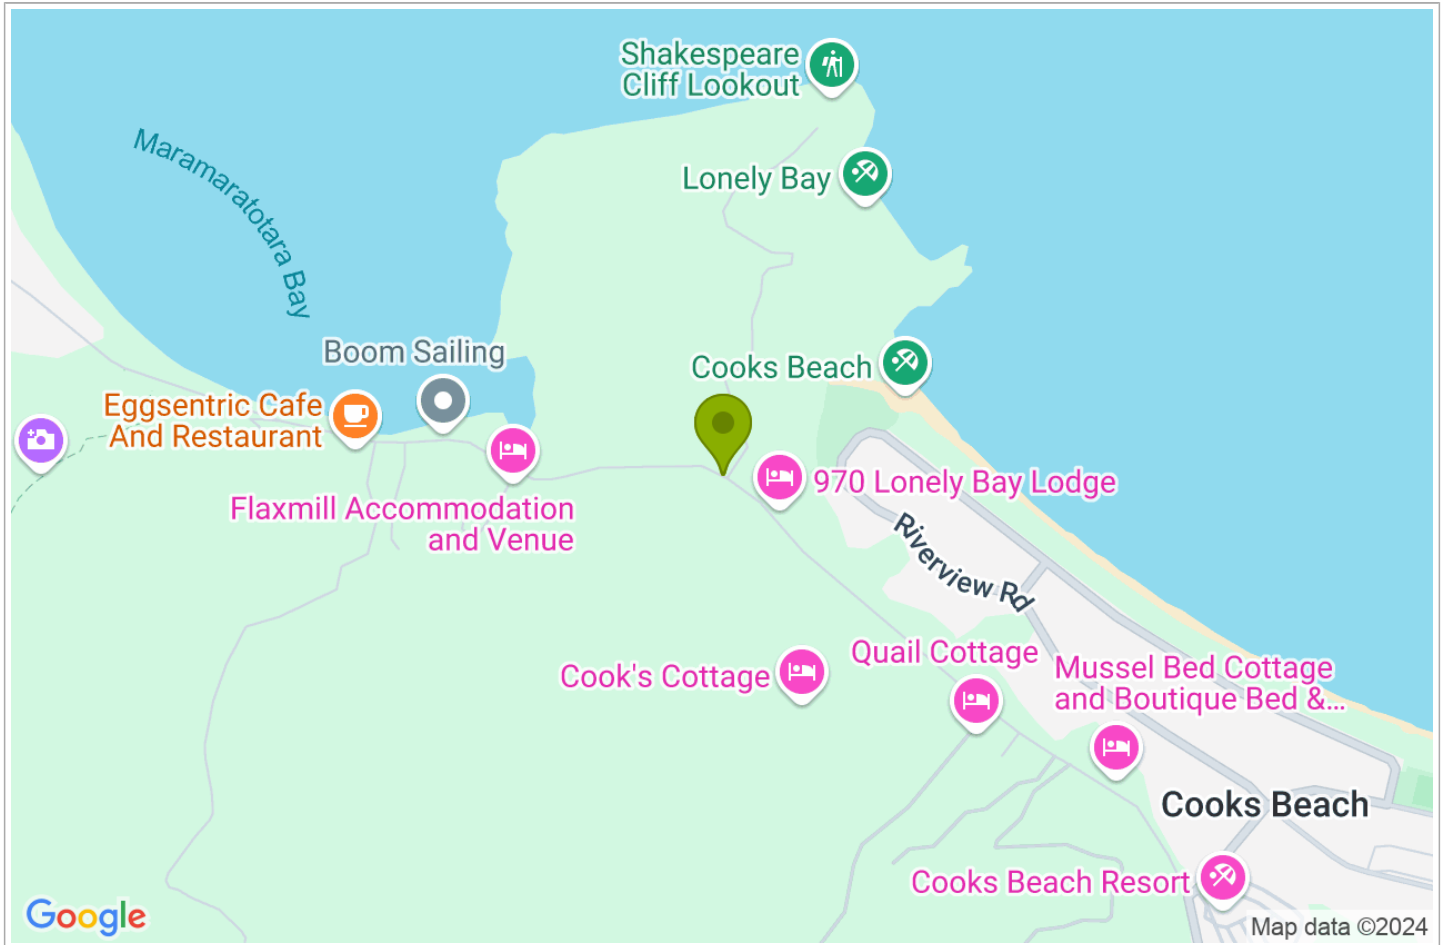 Shakespeare
Cliff Lookout
Maramaratotara Bay
Lonely Bay
Boom Sailing
Cooks Beach
Eggsentric Cafe
And Restaurant
970 Lonely Bay Lodge
Flaxmill Accommodation
and Venue
Riverview Rd
Quail Cottage
Cook's Cottage
Mussel Bed Cottage
and Boutique Bed &...
Cooks Beach
Cooks Beach Resort
Google
Map data ©2024